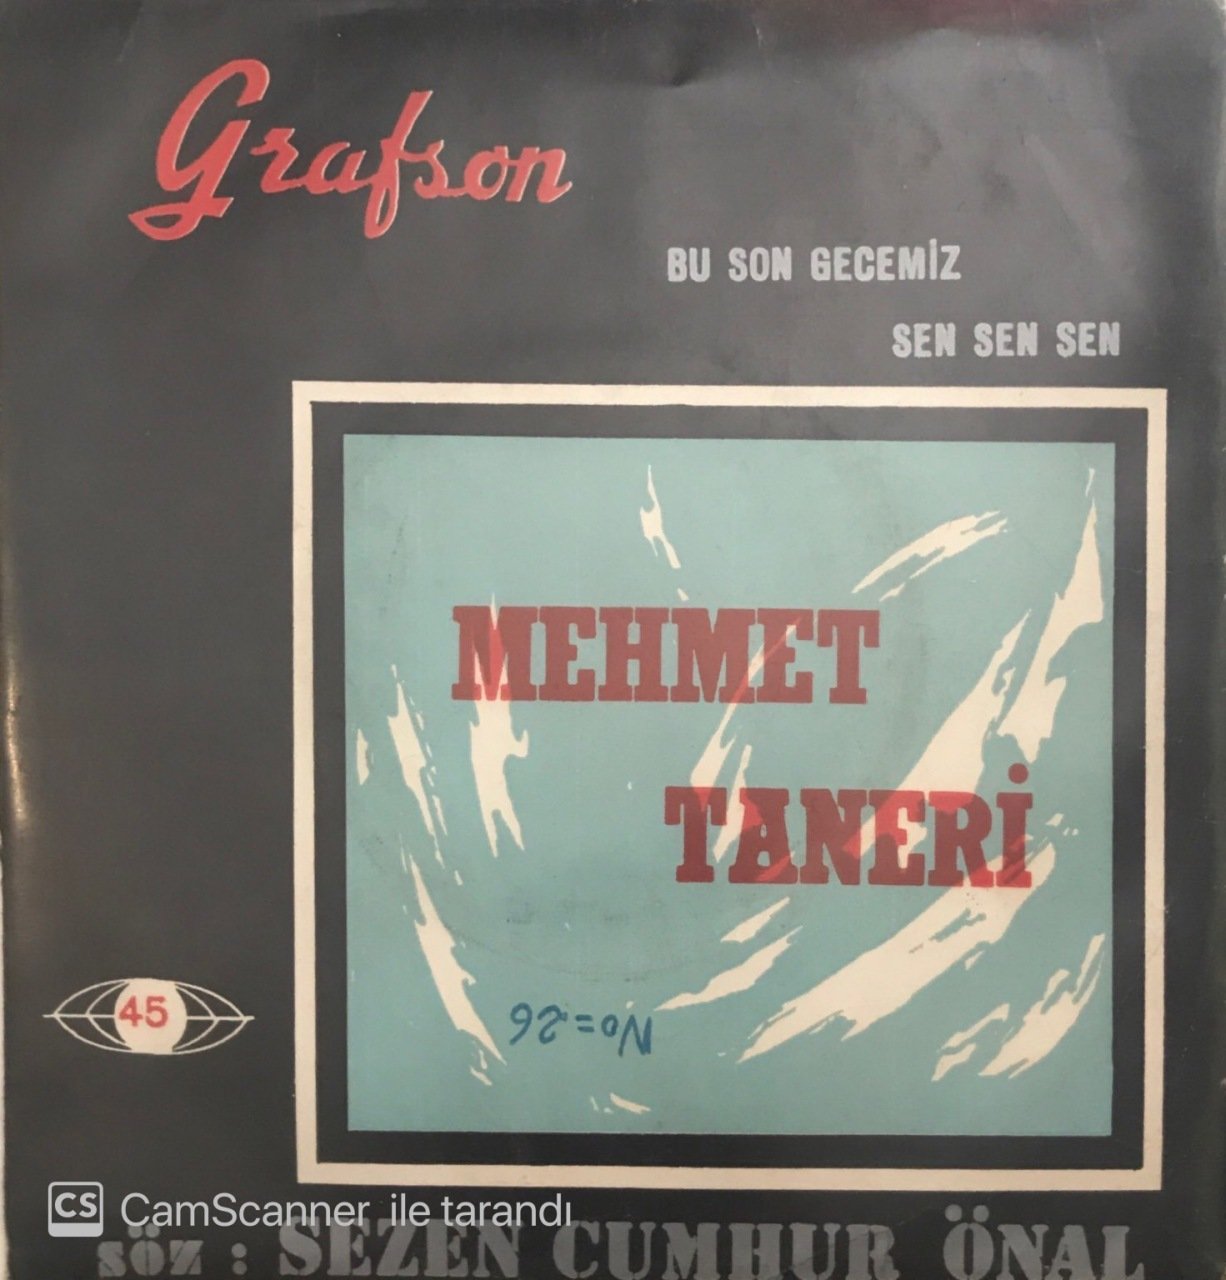 Grafson
BU SON GECEMİZ
SEN SEN SEN
MEHMET
TANERİ
No=26
45
CS CamScanner ile tarandı
söz : SEZEN CUMHUR ÖNAL